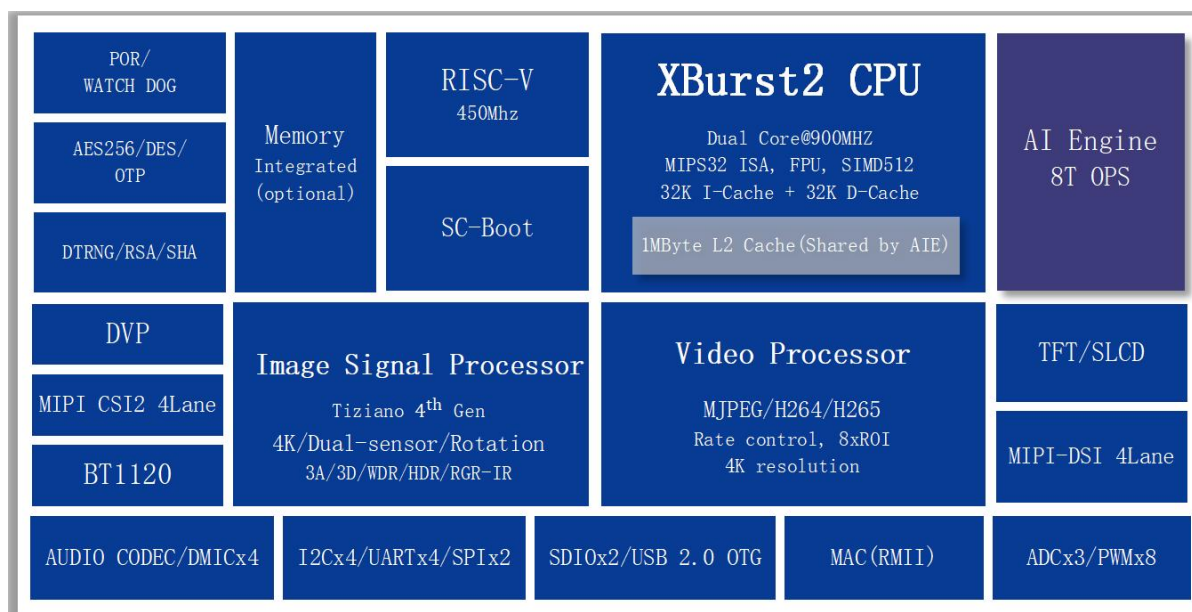 POR/
WATCH DOG
AES256/DES/
OTP
DTRNG/RSA/SHA
Memory
Integrated
(optional)
RISC-V
450Mhz
SC-Boot
XBurst2 CPU
Dual Core@900MHZ
MIPS32 ISA, FPU, SIMD512
32K I-Cache + 32K D-Cache
1MByte L2 Cache(Shared by AIE)
AI Engine
8T OPS
DVP
MIPI CSI2 4Lane
BT1120
Image Signal Processor
Tiziano 4th Gen
4K/Dual-sensor/Rotation
3A/3D/WDR/HDR/RGR-IR
Video Processor
MJPEG/H264/H265
Rate control, 8xROI
4K resolution
TFT/SLCD
MIPI-DSI 4Lane
AUDIO CODEC/DMICx4
I2Cx4/UARTx4/SPIx2
SDIOx2/USB 2.0 OTG
MAC(RMII)
ADCx3/PWMx8